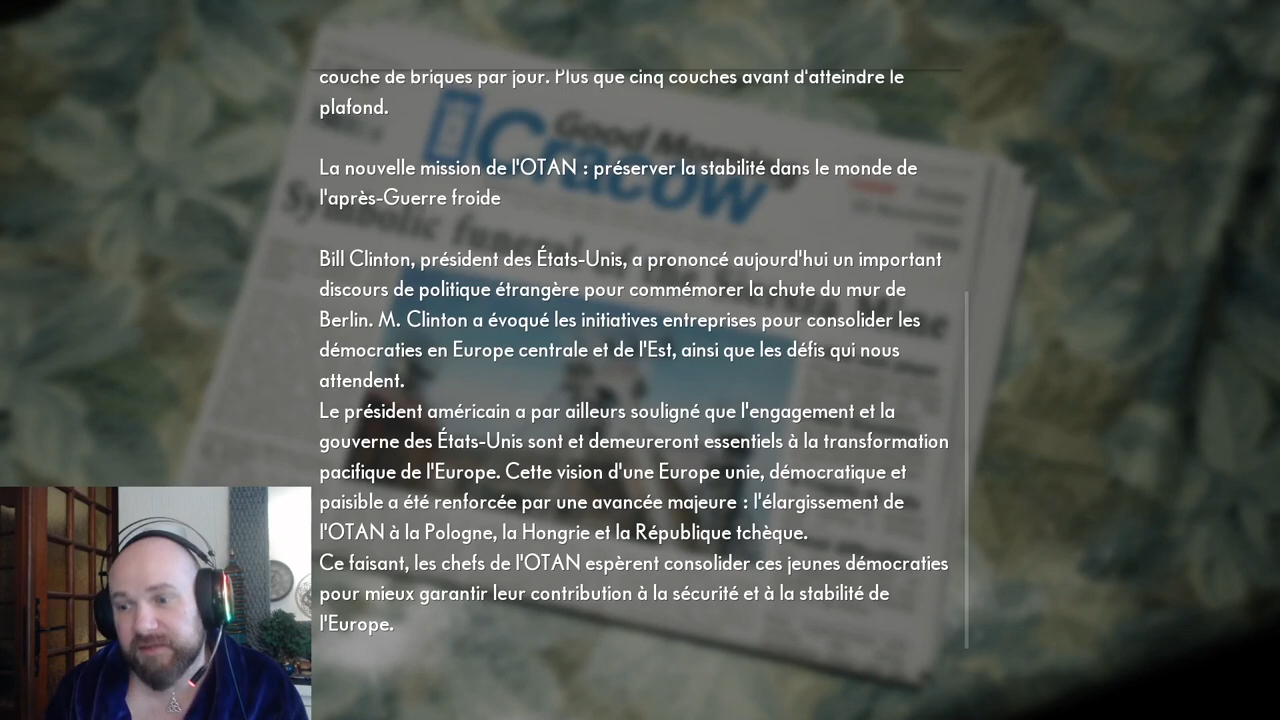 couche de briques par jour. Plus que cinq couches avant d'atteindre le
plafond.
Good Morning
Cracow
La nouvelle mission de l'OTAN : préserver la stabilité dans le monde de
l'après-Guerre froide
Symbolic funeral of the
Bill Clinton, président des États-Unis, a prononcé aujourd'hui un important
discours de politique étrangère pour commémorer la chute du mur de
Berlin. M. Clinton a évoqué les initiatives entreprises pour consolider les
démocraties en Europe centrale et de l'Est, ainsi que les défis qui nous
attendent.
Le président américain a par ailleurs souligné que l'engagement et la
gouverne des États-Unis sont et demeureront essentiels à la transformation
pacifique de l'Europe. Cette vision d'une Europe unie, démocratique et
paisible a été renforcée par une avancée majeure : l'élargissement de
l'OTAN à la Pologne, la Hongrie et la République tchèque.
Ce faisant, les chefs de l'OTAN espèrent consolider ces jeunes démocraties
pour mieux garantir leur contribution à la sécurité et à la stabilité de
l'Europe.